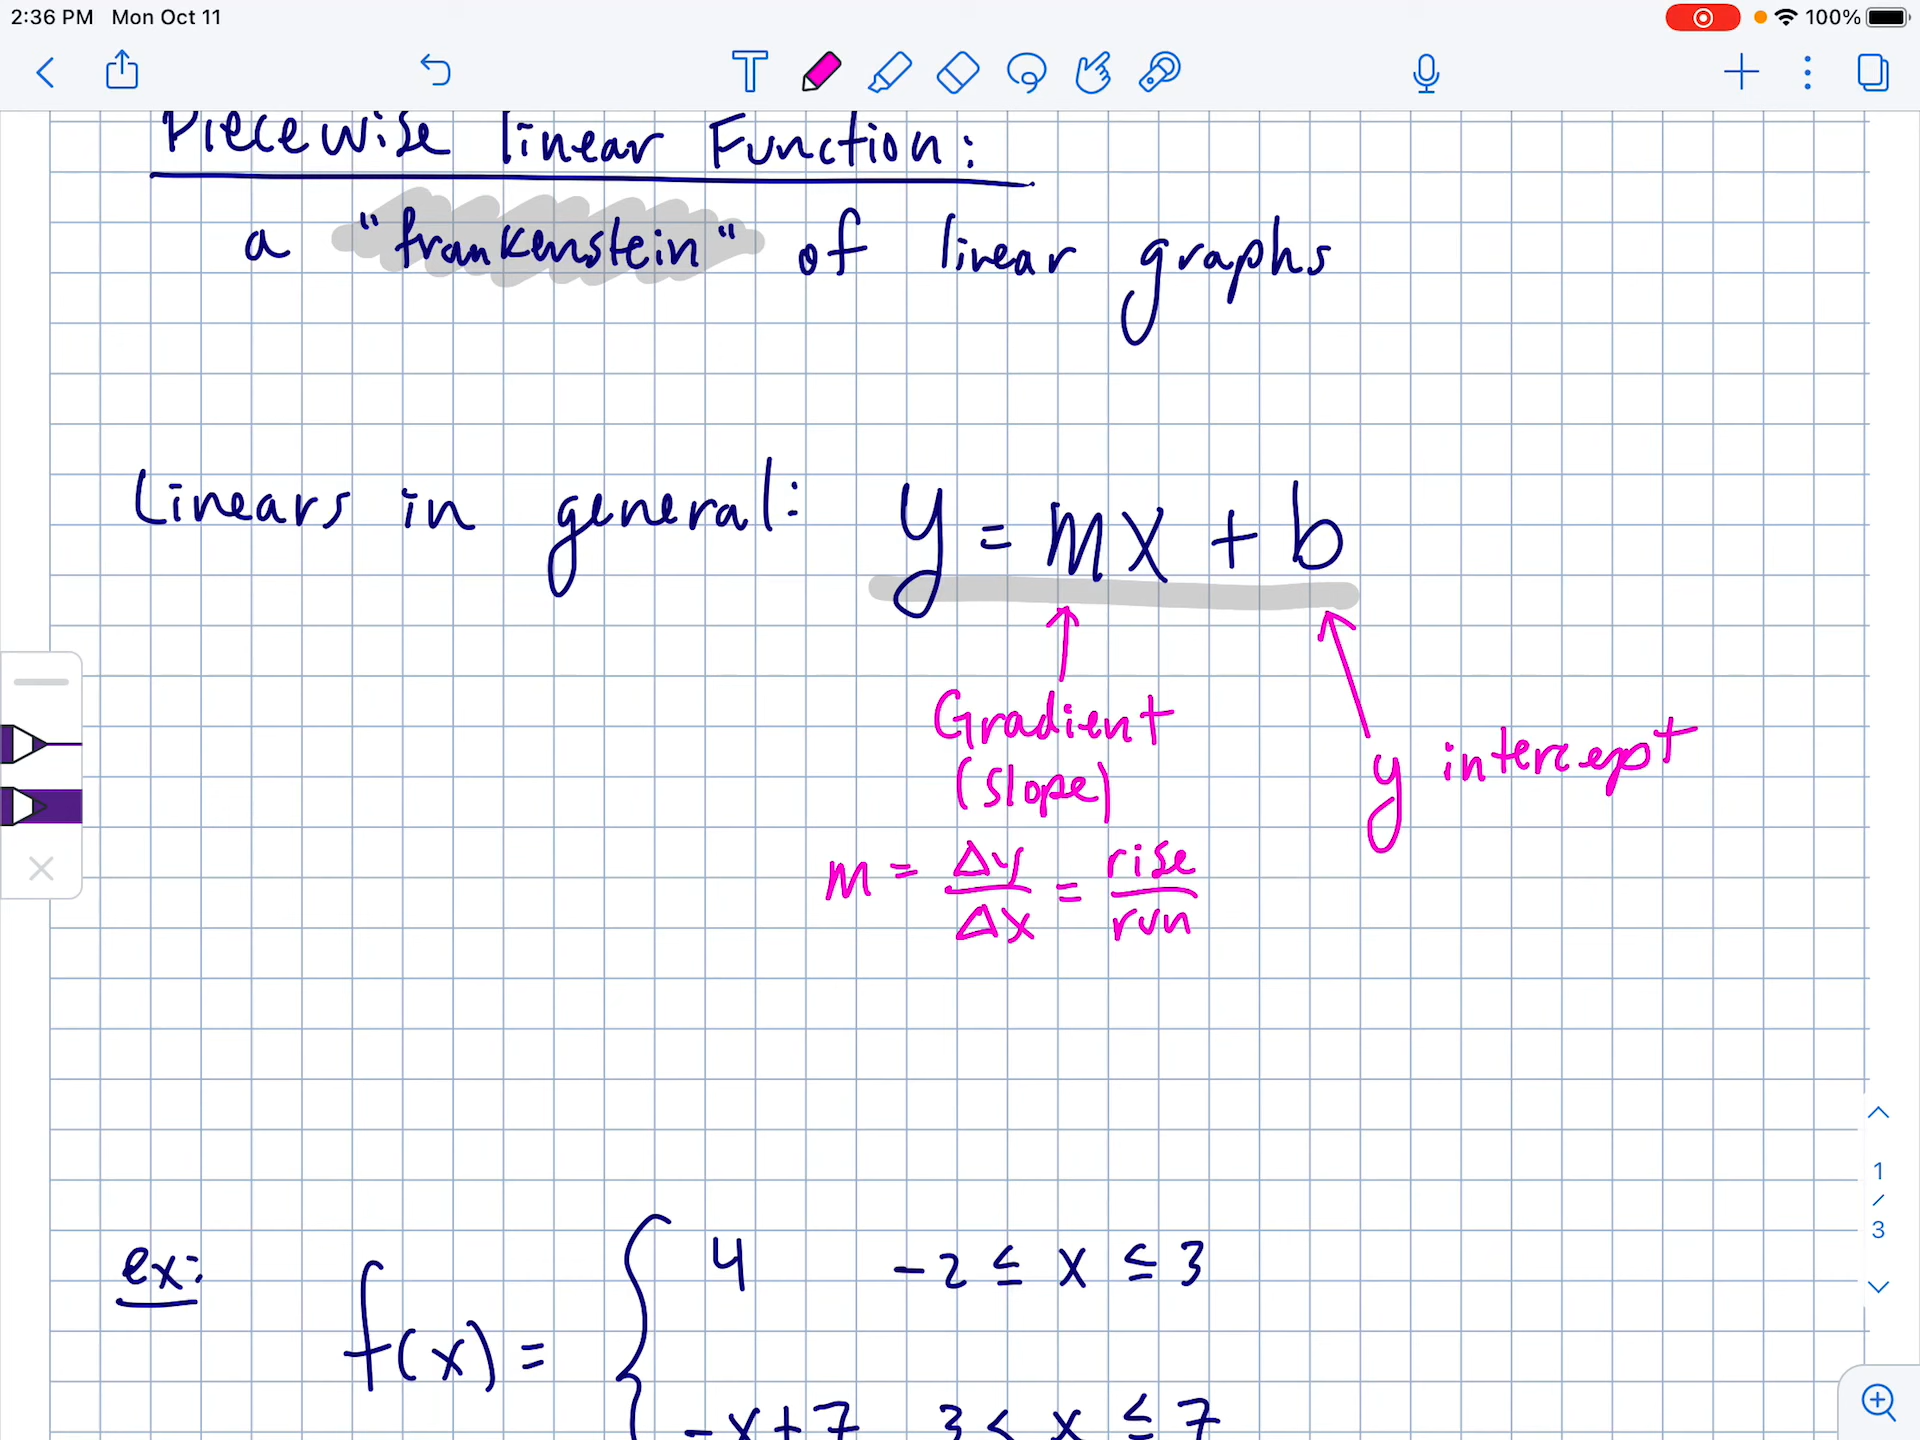 2:36 PM Mon Oct 11
100%
Piecewise linear Function:
a "frankenstein" of linear graphs
Linears in general: y = mx + b
Gradient
(slope)
y intercept
m = Δy/Δx = rise/run
1
/
3
ex:
f(x) = { 4 -2 ≤ x ≤ 3
-x + 7 3 < x ≤ 7